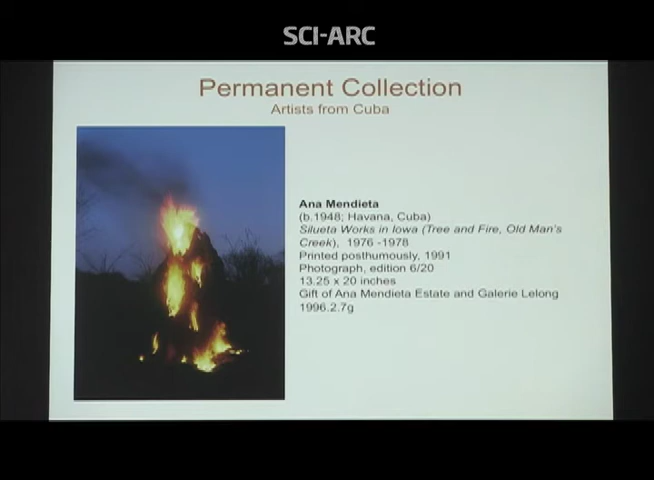 SCI-ARC
Permanent Collection
Artists from Cuba
Ana Mendieta
(b.1948; Havana, Cuba)
Silueta Works in Iowa (Tree and Fire, Old Man's
Creek), 1976 -1978
Printed posthumously, 1991
Photograph, edition 6/20
13.25 x 20 inches
Gift of Ana Mendieta Estate and Galerie Lelong
1996.2.7g